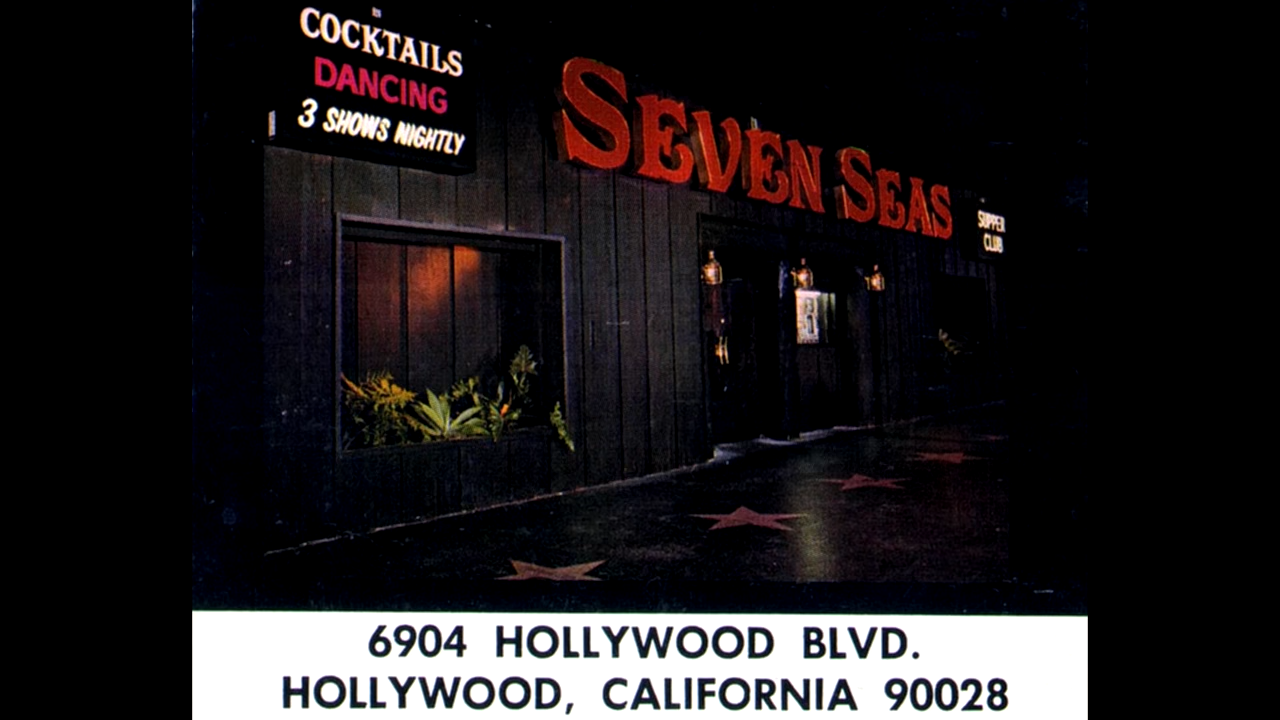 COCKTAILS
DANCING
3 SHOWS NIGHTLY
SEVEN SEAS
SUPPER
CLUB
6904 HOLLYWOOD BLVD.
HOLLYWOOD, CALIFORNIA 90028